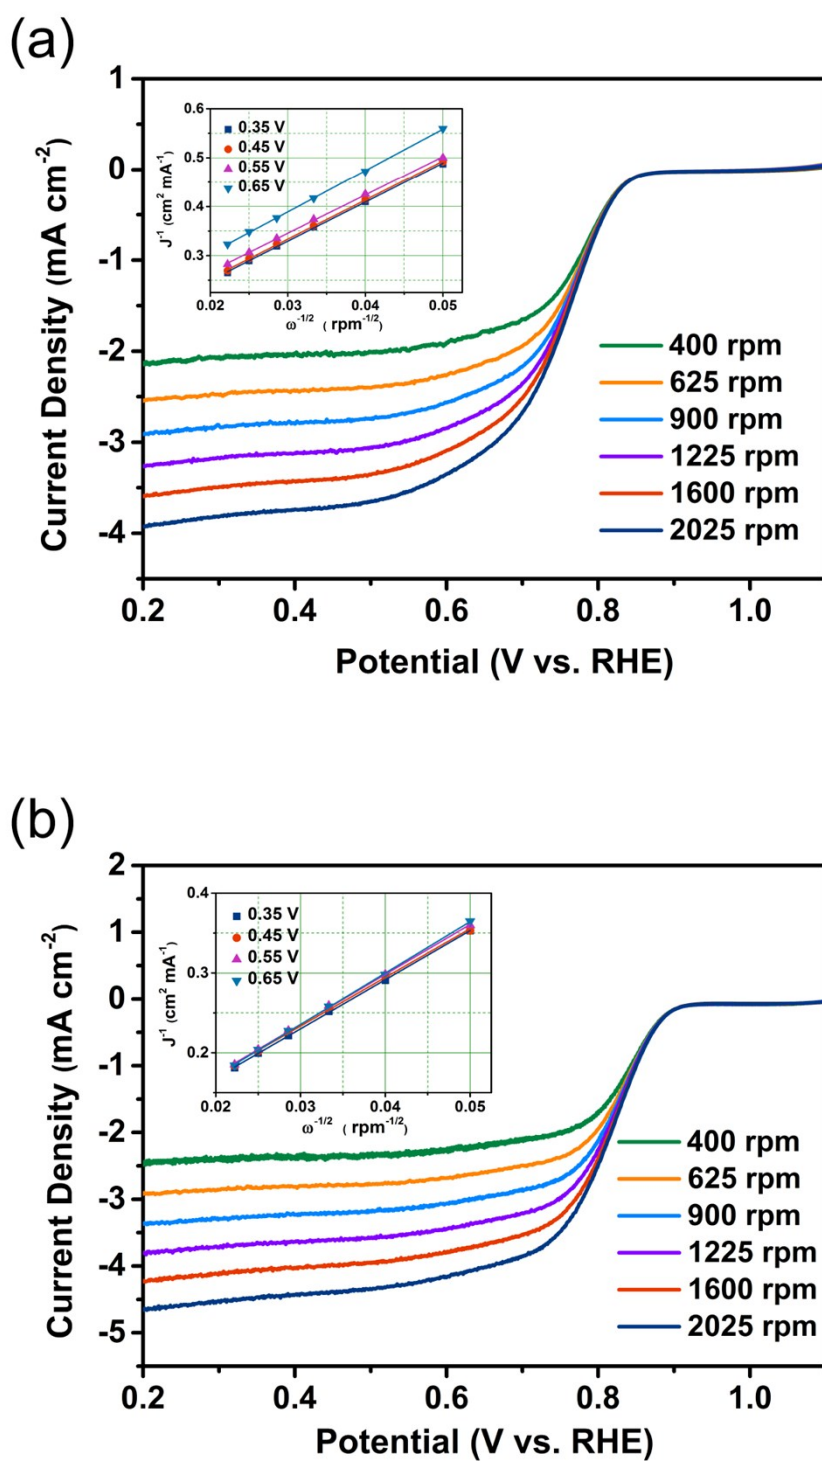 (a)
1
0
-1
-2
-3
-4
0.2 0.4 0.6 0.8 1.0
Current Density (mA cm-2)
Potential (V vs. RHE)
400 rpm
625 rpm
900 rpm
1225 rpm
1600 rpm
2025 rpm
0.6
0.5
0.4
0.3
0.02 0.03 0.04 0.05
J-1 (cm2 mA-1)
ω-1/2 ( rpm-1/2)
0.35 V
0.45 V
0.55 V
0.65 V
(b)
2
1
0
-1
-2
-3
-4
-5
0.2 0.4 0.6 0.8 1.0
Current Density (mA cm-2)
Potential (V vs. RHE)
400 rpm
625 rpm
900 rpm
1225 rpm
1600 rpm
2025 rpm
0.4
0.3
0.2
0.02 0.03 0.04 0.05
J-1 (cm2 mA-1)
ω-1/2 ( rpm-1/2)
0.35 V
0.45 V
0.55 V
0.65 V